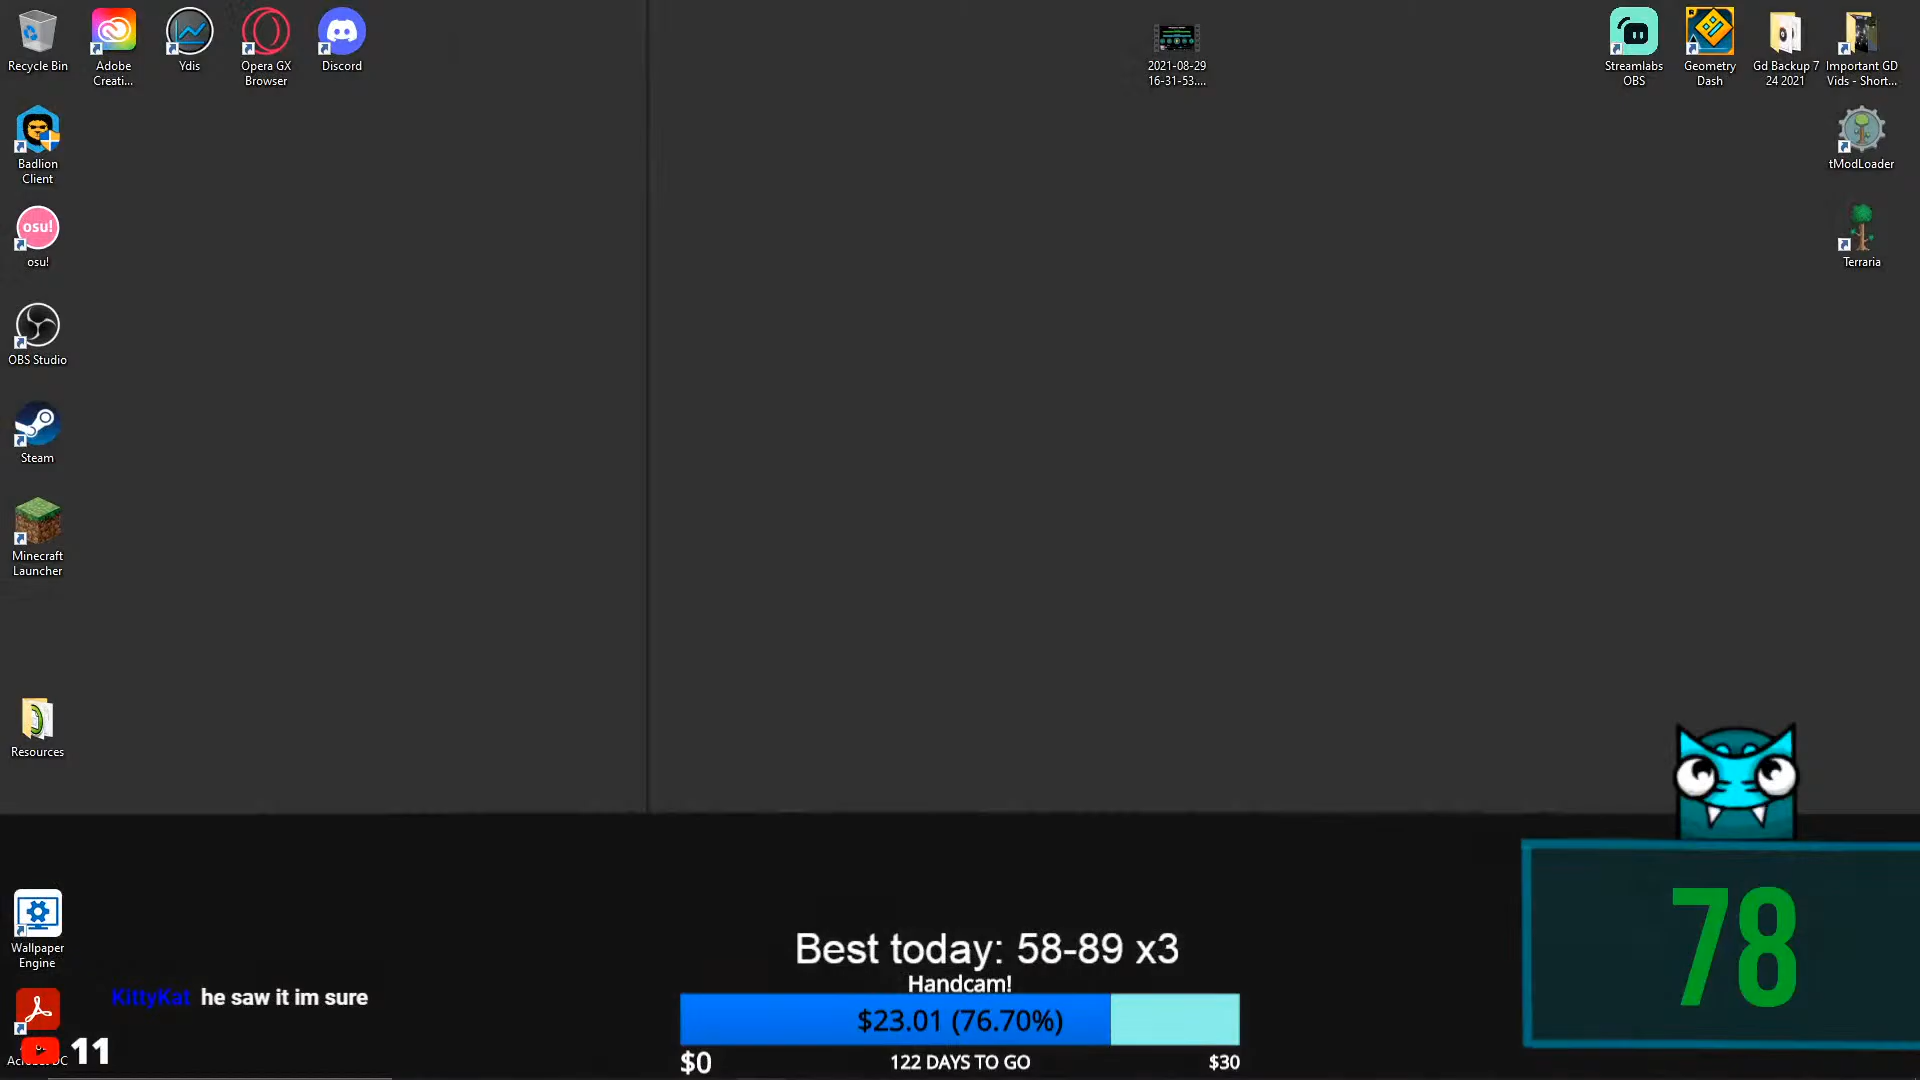 Recycle Bin
Adobe
Creati...
Ydis
Opera GX
Browser
Discord
2021-08-29
16-31-53....
Streamlabs
OBS
Geometry
Dash
Gd Backup 7
24 2021
Important GD
Vids - Short...
Badlion
Client
tModLoader
osu!
osu!
Terraria
OBS Studio
Steam
Minecraft
Launcher
Resources
Wallpaper
Engine
78
Best today: 58-89 x3
Handcam!
KittyKat he saw it im sure
$23.01 (76.70%)
11
$0
122 DAYS TO GO
$30